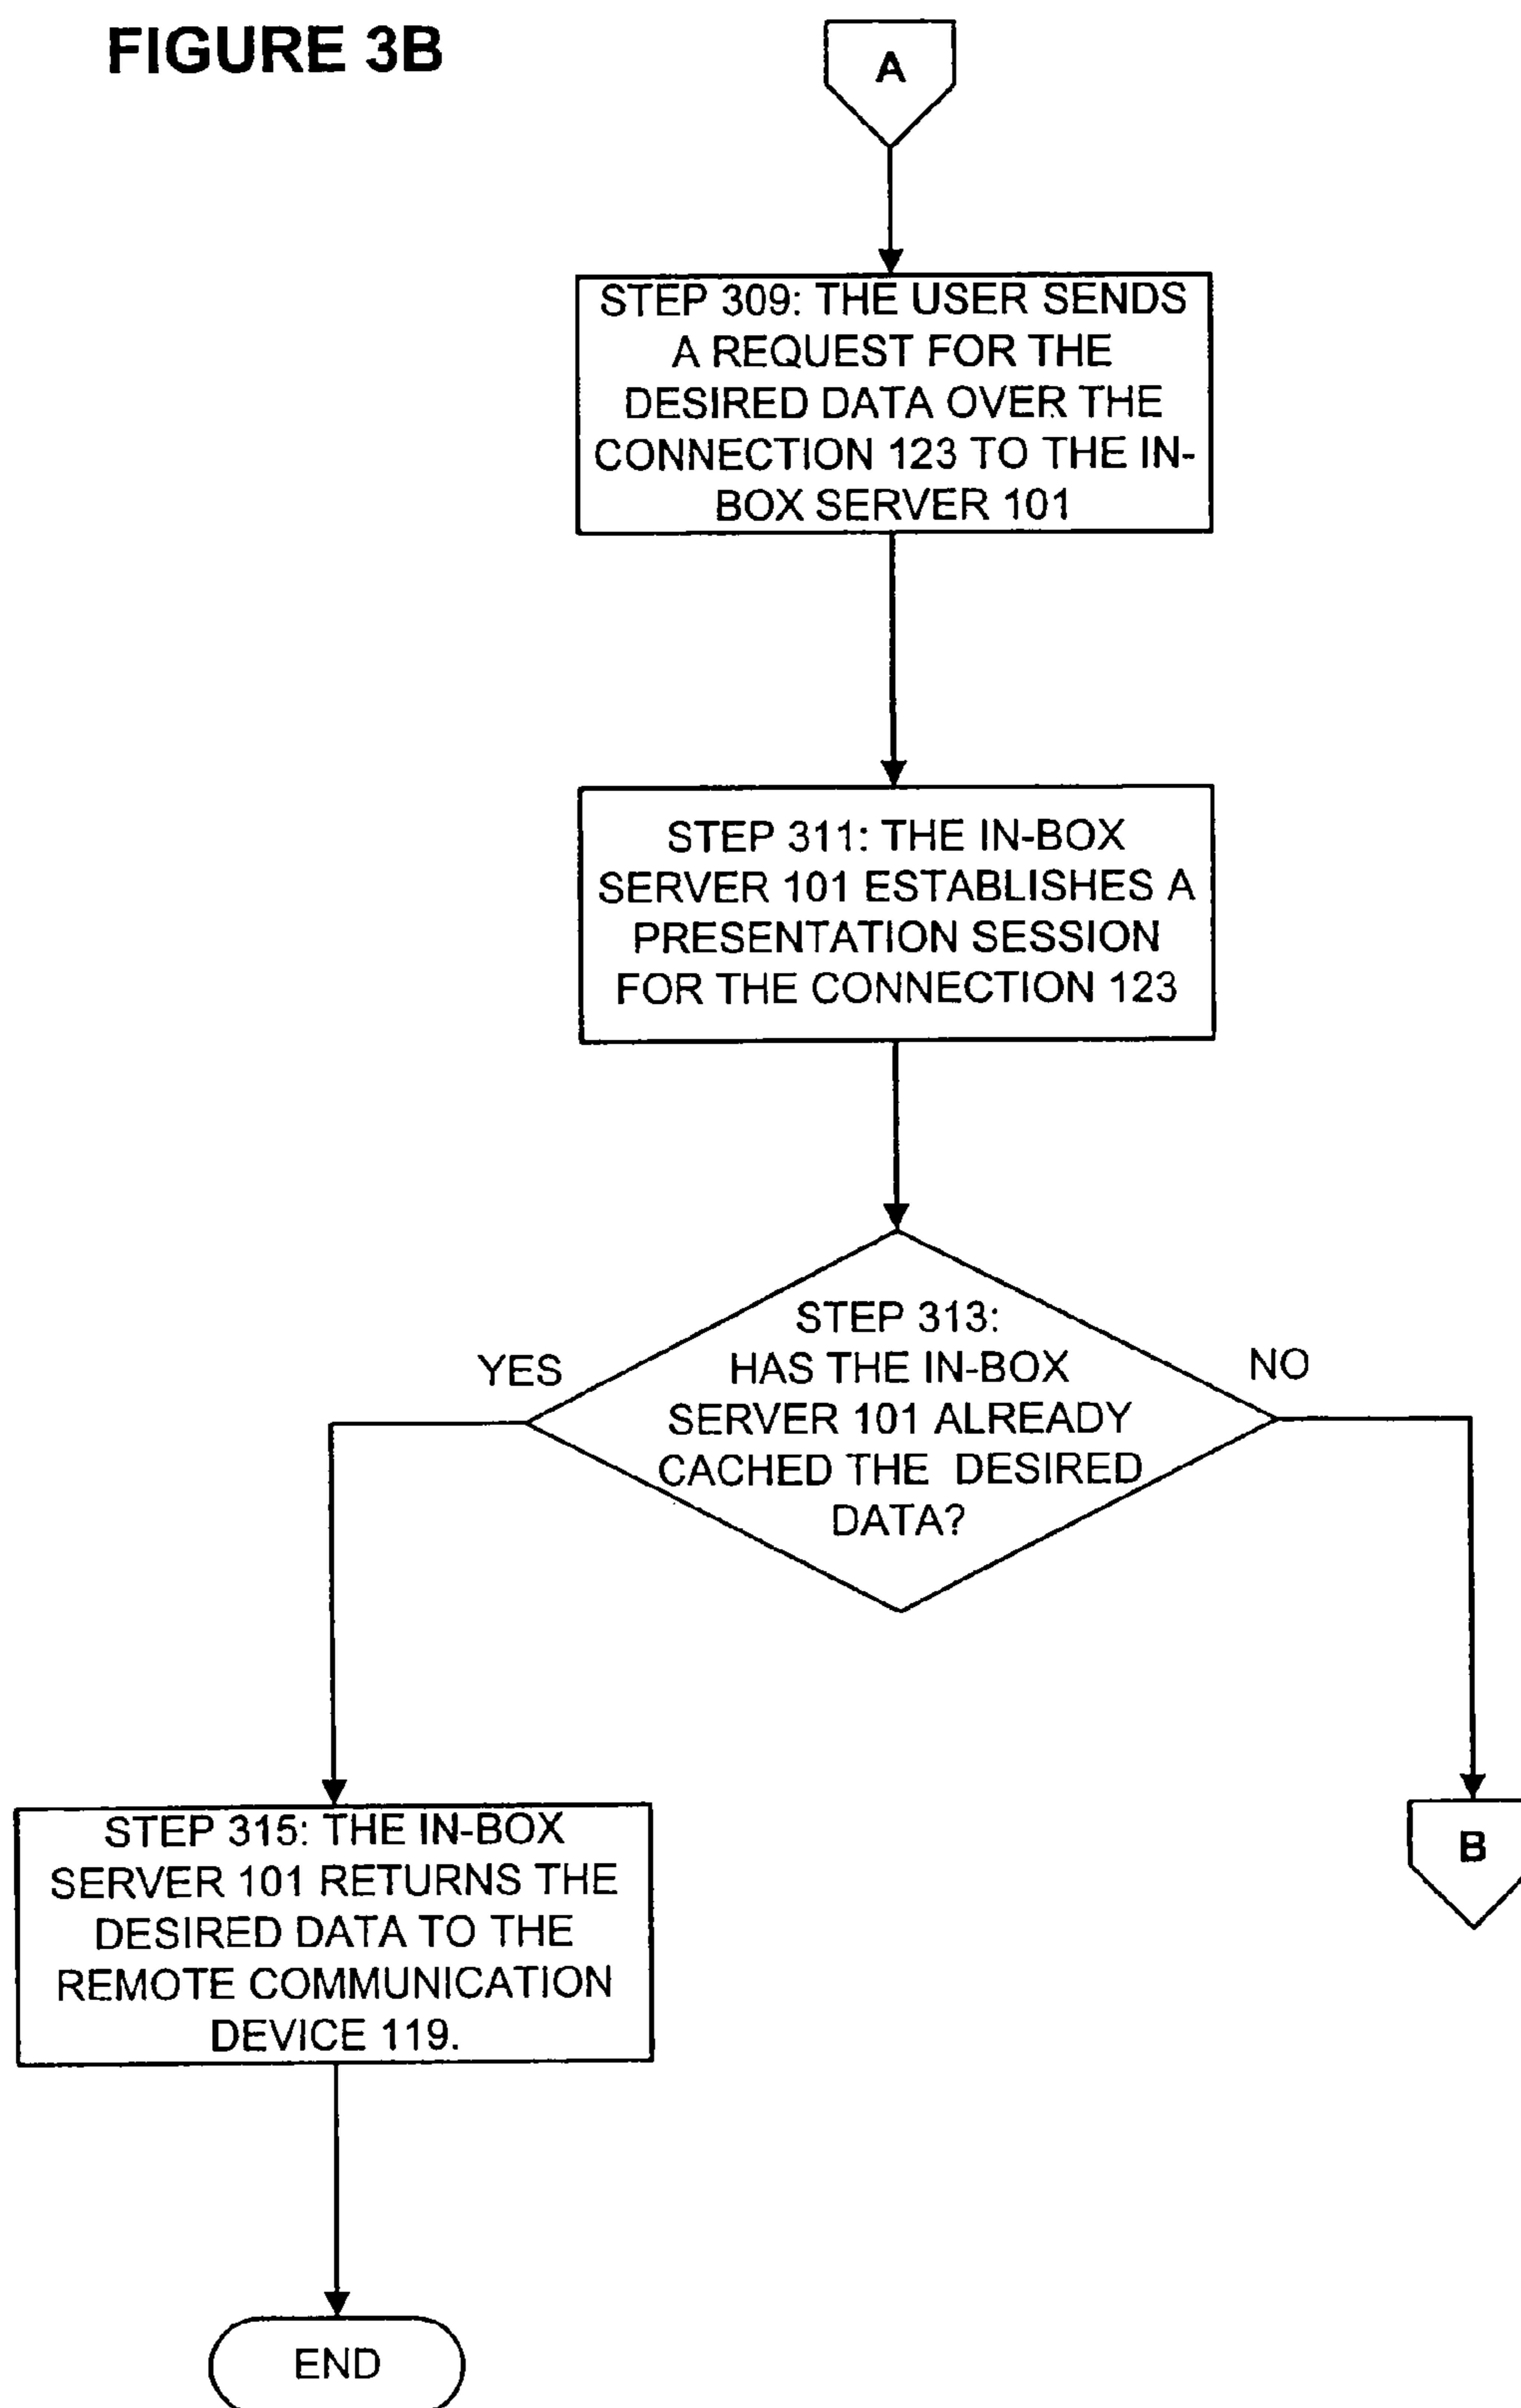 FIGURE 3B
A
STEP 309: THE USER SENDS
A REQUEST FOR THE
DESIRED DATA OVER THE
CONNECTION 123 TO THE IN-
BOX SERVER 101
STEP 311: THE IN-BOX
SERVER 101 ESTABLISHES A
PRESENTATION SESSION
FOR THE CONNECTION 123
STEP 313:
HAS THE IN-BOX
SERVER 101 ALREADY
CACHED THE DESIRED
DATA?
YES
NO
STEP 315: THE IN-BOX
SERVER 101 RETURNS THE
DESIRED DATA TO THE
REMOTE COMMUNICATION
DEVICE 119.
B
END